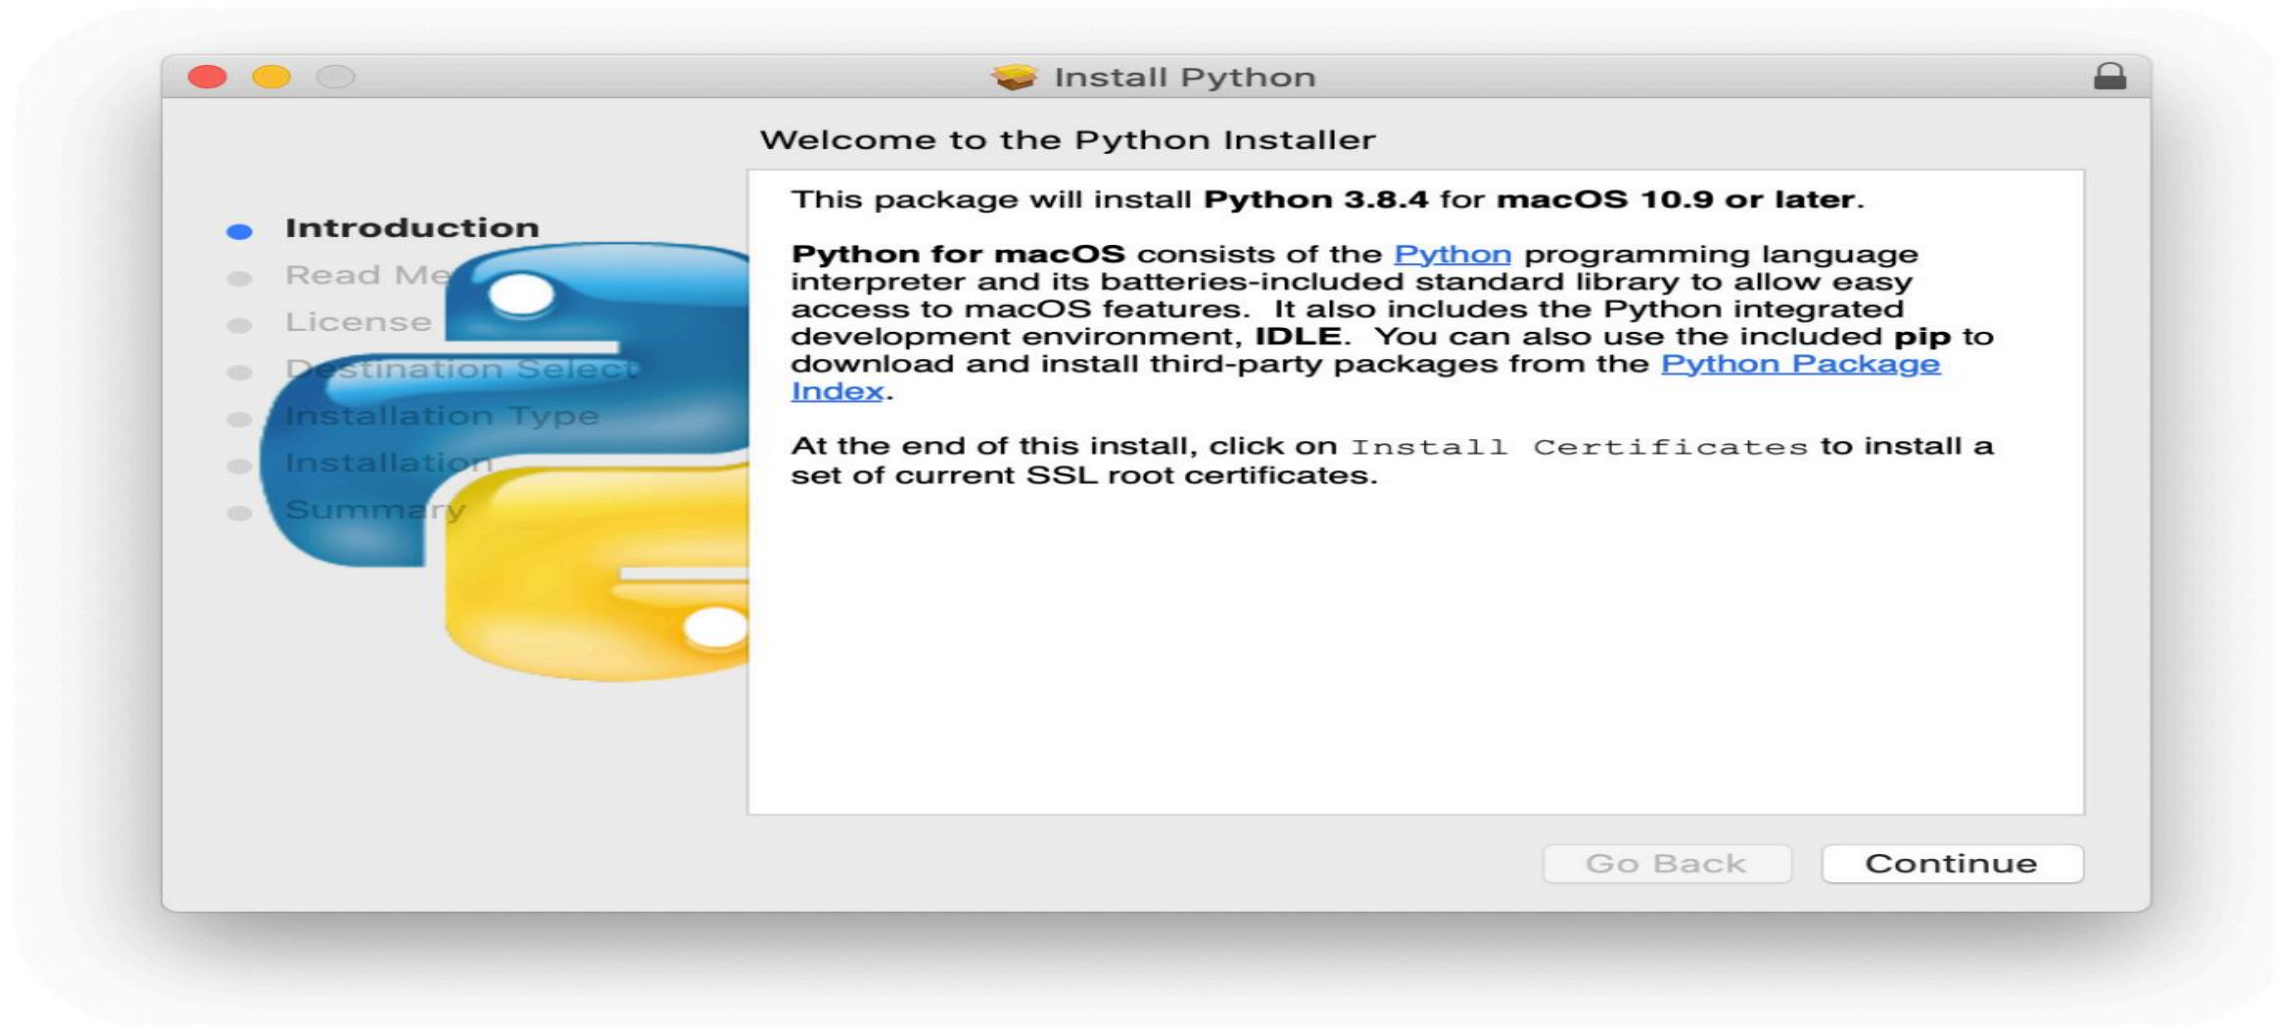 Install Python
Welcome to the Python Installer
Introduction
Read Me
License
Destination Select
Installation Type
Installation
Summary
This package will install Python 3.8.4 for macOS 10.9 or later.
Python for macOS consists of the Python programming language
interpreter and its batteries-included standard library to allow easy
access to macOS features.  It also includes the Python integrated
development environment, IDLE.  You can also use the included pip to
download and install third-party packages from the Python Package
Index.
At the end of this install, click on Install Certificates to install a
set of current SSL root certificates.
Go Back
Continue